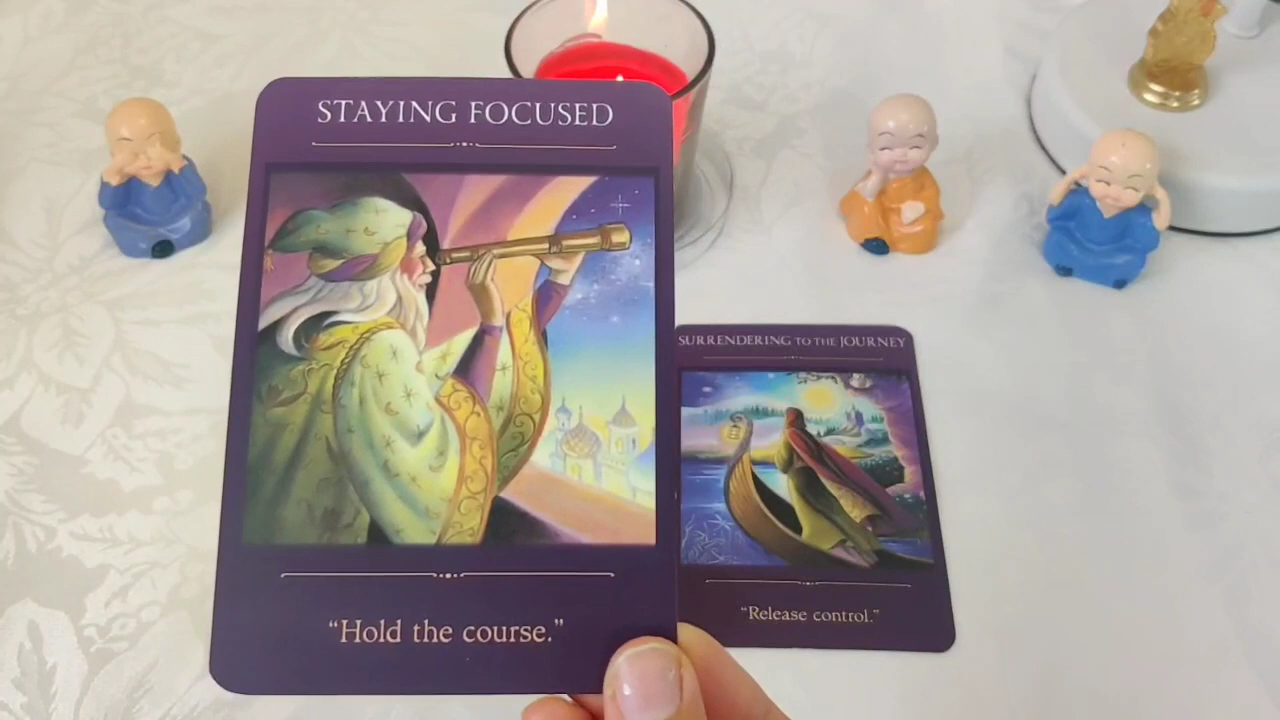 STAYING FOCUSED
“Hold the course.”
SURRENDERING TO THE JOURNEY
“Release control.”